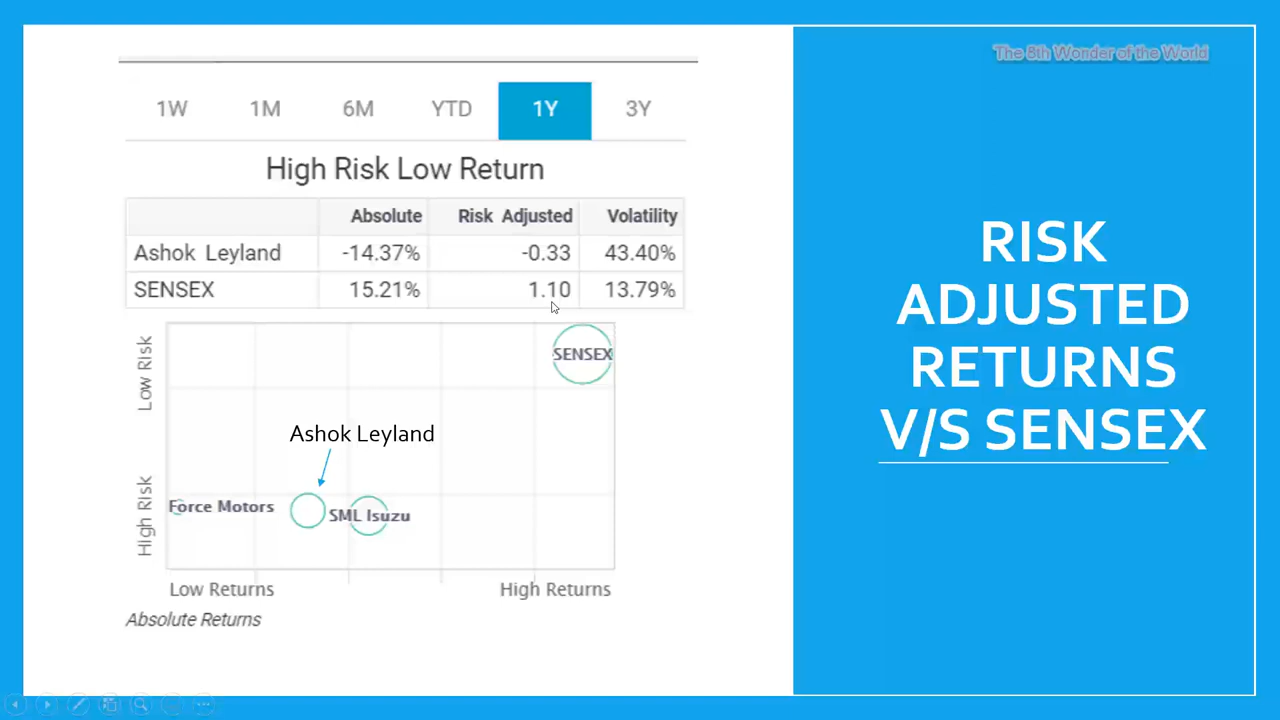 The 8th Wonder of the World
1W 1M 6M YTD 1Y 3Y
High Risk Low Return
Absolute Risk Adjusted Volatility
Ashok Leyland -14.37% -0.33 43.40%
SENSEX 15.21% 1.10 13.79%
Low Risk
High Risk
SENSEX
Ashok Leyland
Force Motors
SML Isuzu
Low Returns High Returns
Absolute Returns
RISK
ADJUSTED
RETURNS
V/S SENSEX